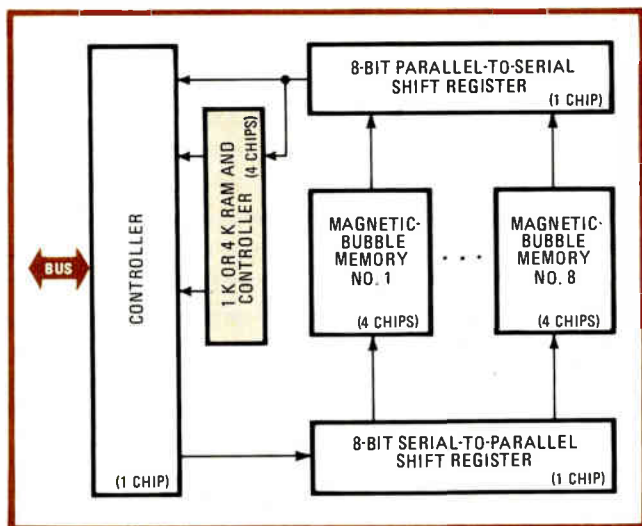 8-BIT PARALLEL-TO-SERIAL
SHIFT REGISTER
(1 CHIP)
CONTROLLER
(1 CHIP)
1 K OR 4 K RAM AND
CONTROLLER
(4 CHIPS)
MAGNETIC-
BUBBLE
MEMORY
NO. 1
(4 CHIPS)
. . .
MAGNETIC-
BUBBLE
MEMORY
NO. 8
(4 CHIPS)
BUS
8-BIT SERIAL-TO-PARALLEL
SHIFT REGISTER
(1 CHIP)